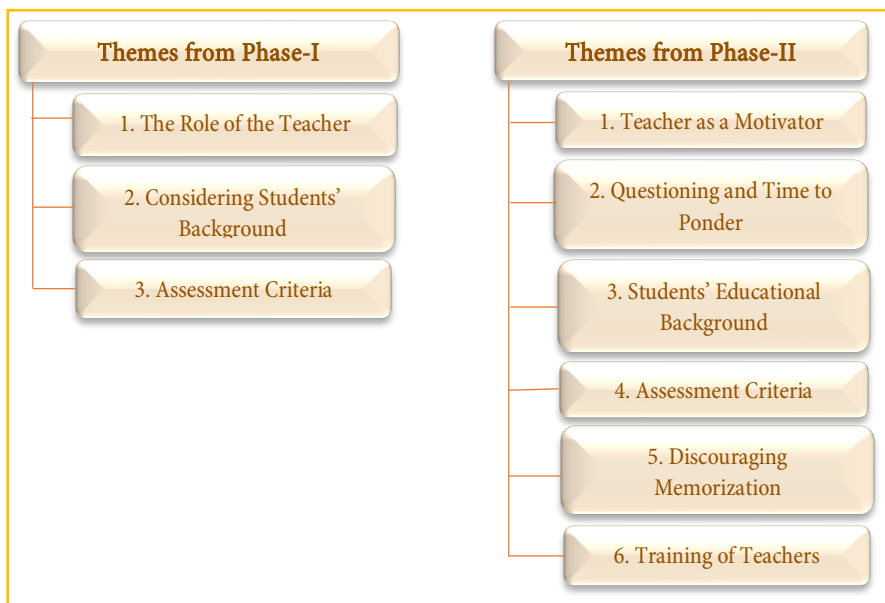 Themes from Phase-I
1. The Role of the Teacher
2. Considering Students’
Background
3. Assessment Criteria
Themes from Phase-II
1. Teacher as a Motivator
2. Questioning and Time to
Ponder
3. Students’ Educational
Background
4. Assessment Criteria
5. Discouraging
Memorization
6. Training of Teachers